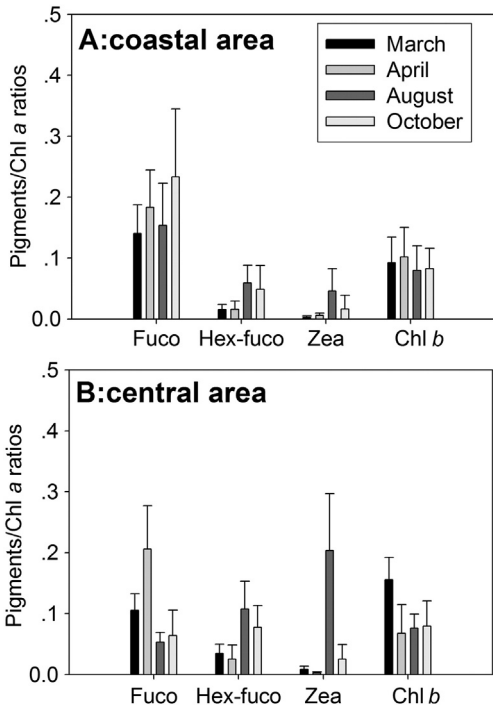 A:coastal area
March
April
August
October
Pigments/Chl a ratios
.5
.4
.3
.2
.1
0.0
Fuco Hex-fuco Zea Chl b
B:central area
Pigments/Chl a ratios
.5
.4
.3
.2
.1
0.0
Fuco Hex-fuco Zea Chl b